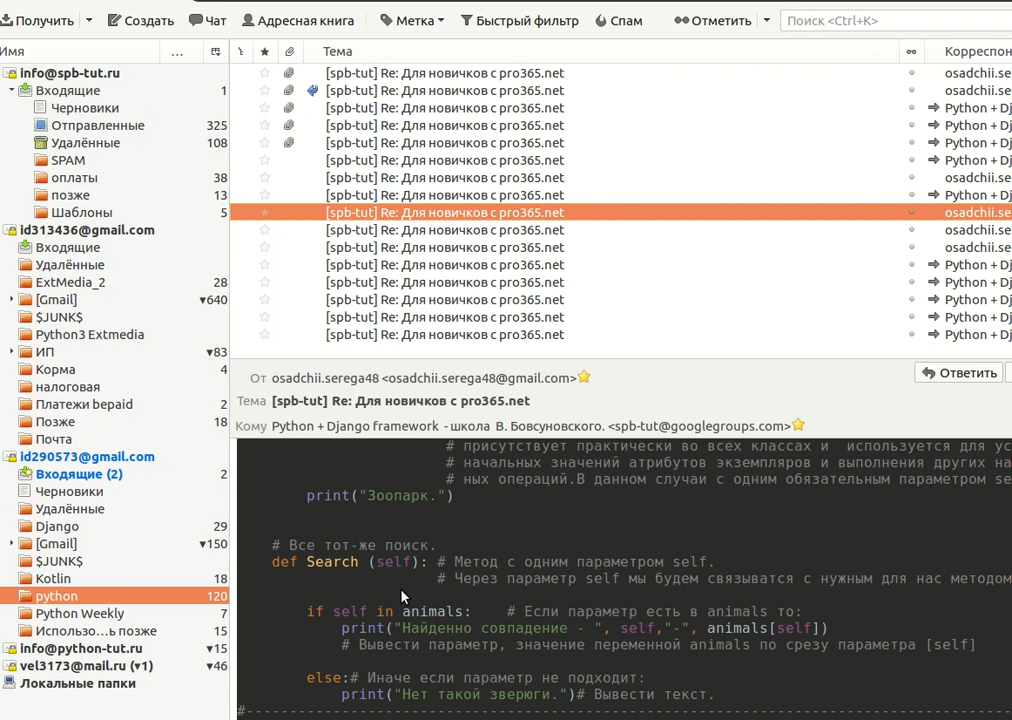 Получить Создать Чат Адресная книга Метка Быстрый фильтр Спам Отметить Поиск <Ctrl+K>
Имя ... Тема Корреспон
info@spb-tut.ru
Входящие 1
Черновики
Отправленные 325
Удалённые 108
SPAM
оплаты 38
позже 13
Шаблоны 5
id313436@gmail.com
Входящие
Удалённые
ExtMedia_2 28
[Gmail] ▾640
$JUNK$
Python3 Extmedia
ИП ▾83
Корма 4
налоговая
Платежи bepaid 2
Позже 18
Почта
id290573@gmail.com
Входящие (2) 2
Черновики
Удалённые
Django 29
[Gmail] ▾150
$JUNK$
Kotlin 18
python 120
Python Weekly 7
Использо...ь позже 15
info@python-tut.ru ▾15
vel3173@mail.ru (▾1) ▾46
Локальные папки
[spb-tut] Re: Для новичков с pro365.net osadchii.se
[spb-tut] Re: Для новичков с pro365.net osadchii.se
[spb-tut] Re: Для новичков с pro365.net Python + Dj
[spb-tut] Re: Для новичков с pro365.net Python + Dj
[spb-tut] Re: Для новичков с pro365.net Python + Dj
[spb-tut] Re: Для новичков с pro365.net Python + Dj
[spb-tut] Re: Для новичков с pro365.net osadchii.se
[spb-tut] Re: Для новичков с pro365.net Python + Dj
[spb-tut] Re: Для новичков с pro365.net osadchii.se
[spb-tut] Re: Для новичков с pro365.net osadchii.se
[spb-tut] Re: Для новичков с pro365.net osadchii.se
[spb-tut] Re: Для новичков с pro365.net Python + Dj
[spb-tut] Re: Для новичков с pro365.net Python + Dj
[spb-tut] Re: Для новичков с pro365.net Python + Dj
[spb-tut] Re: Для новичков с pro365.net Python + Dj
[spb-tut] Re: Для новичков с pro365.net Python + Dj
От osadchii.serega48 <osadchii.serega48@gmail.com> Ответить
Тема [spb-tut] Re: Для новичков с pro365.net
Кому Python + Django framework - школа В. Бовсуновского. <spb-tut@googlegroups.com>
# присутствует практически во всех классах и используется для ус
# начальных значений атрибутов экземпляров и выполнения других на
# ных операций.В данном случаи с одним обязательным параметром se
print("Зоопарк.")
# Все тот-же поиск.
def Search (self): # Метод с одним параметром self.
# Через параметр self мы будем связыватся с нужным для нас методом
if self in animals: # Если параметр есть в animals то:
print("Найденно совпадение - ", self,"-", animals[self])
# Вывести параметр, значение переменной animals по срезу параметра [self]
else:# Иначе если параметр не подходит:
print("Нет такой зверюги.")# Вывести текст.
#-----------------------------------------------------------------------------------------